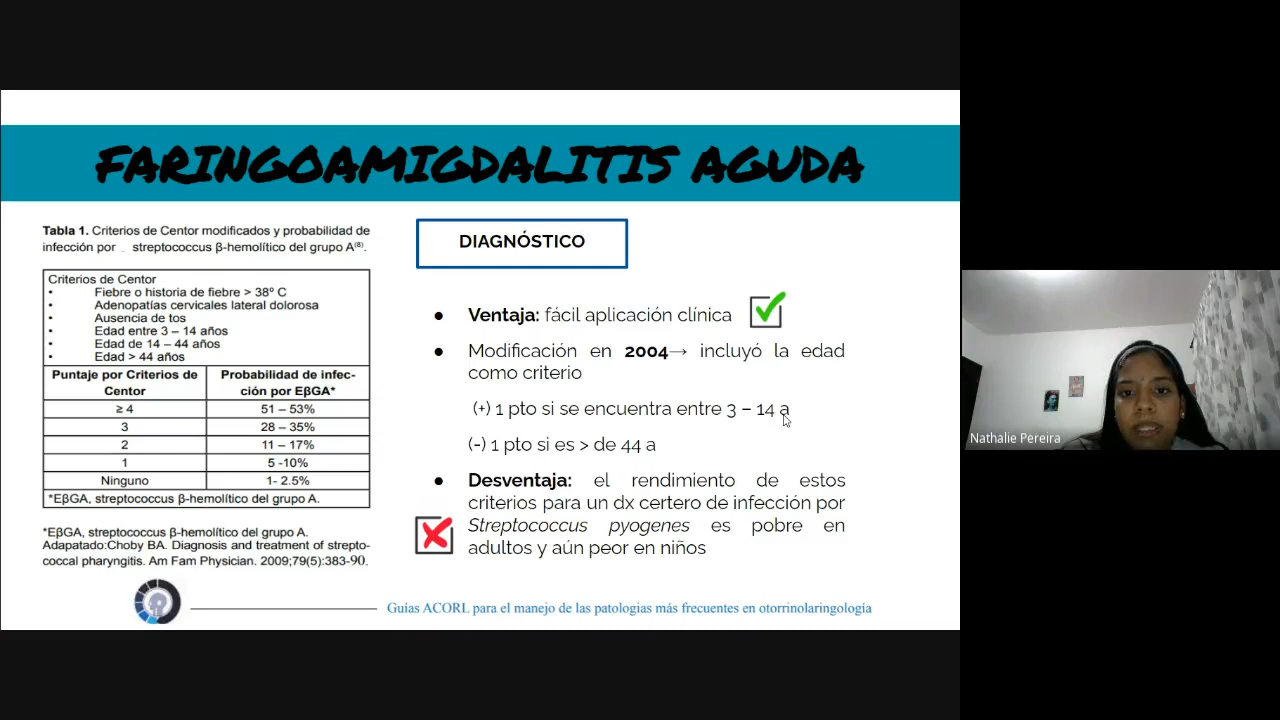 FARINGOAMIGDALITIS AGUDA
Tabla 1. Criterios de Centor modificados y probabilidad de
infección por streptococcus β-hemolítico del grupo A(8).
Criterios de Centor
• Fiebre o historia de fiebre > 38º C
• Adenopatías cervicales lateral dolorosa
• Ausencia de tos
• Edad entre 3 – 14 años
• Edad de 14 – 44 años
• Edad > 44 años
Puntaje por Criterios de Centor
Probabilidad de infección por EβGA*
≥ 4 51 – 53%
3 28 – 35%
2 11 – 17%
1 5 -10%
Ninguno 1- 2.5%
*EβGA, streptococcus β-hemolítico del grupo A.
*EβGA, streptococcus β-hemolítico del grupo A.
Adapatado:Choby BA. Diagnosis and treatment of strepto-
coccal pharyngitis. Am Fam Physician. 2009;79(5):383-90.
DIAGNÓSTICO
● Ventaja: fácil aplicación clínica
● Modificación en 2004→ incluyó la edad
como criterio
(+) 1 pto si se encuentra entre 3 – 14 a
(-) 1 pto si es > de 44 a
● Desventaja: el rendimiento de estos
criterios para un dx certero de infección por
Streptococcus pyogenes es pobre en
adultos y aún peor en niños
Guías ACORL para el manejo de las patologias más frecuentes en otorrinolaringología
Nathalie Pereira